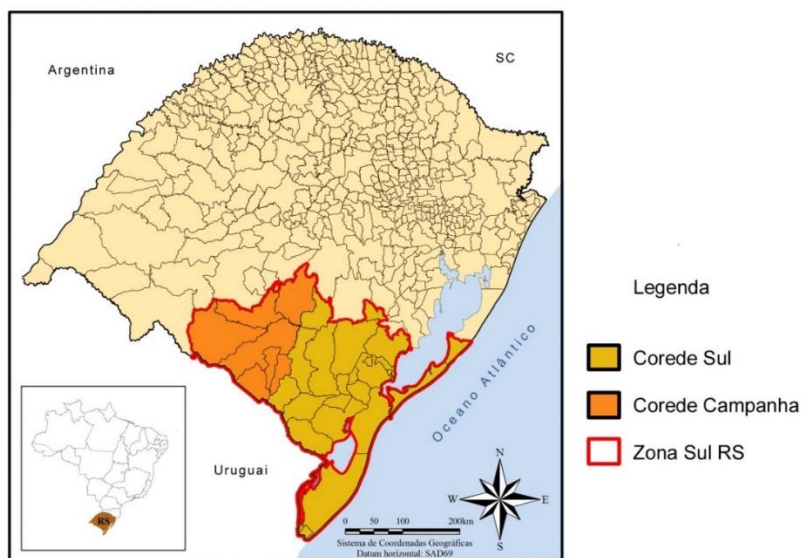 Argentina
SC
Legenda
Corede Sul
Corede Campanha
Zona Sul RS
Oceano Atlântico
Uruguai
RS
N
W
E
S
0 50 100 200km
Sistema de Coordenadas Geográficas
Datum horizontal: SAD69